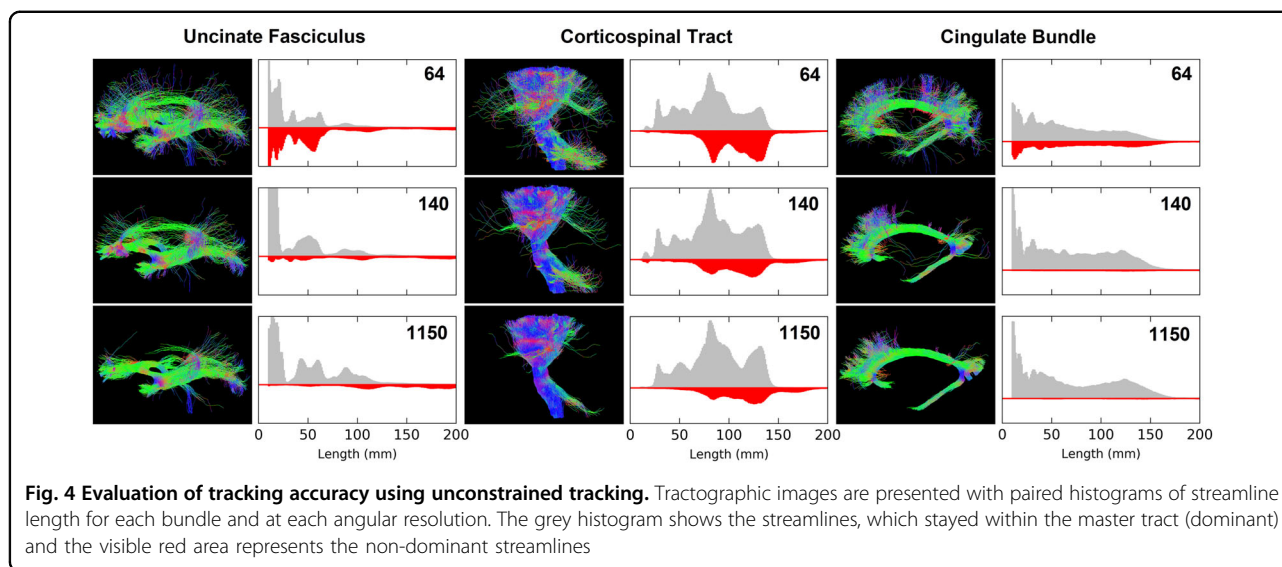 Uncinate Fasciculus Corticospinal Tract Cingulate Bundle
64 64 64
140 140 140
1150 1150 1150
0 50 100 150 200 0 50 100 150 200 0 50 100 150 200
Length (mm) Length (mm) Length (mm)
Fig. 4 Evaluation of tracking accuracy using unconstrained tracking. Tractographic images are presented with paired histograms of streamline
length for each bundle and at each angular resolution. The grey histogram shows the streamlines, which stayed within the master tract (dominant)
and the visible red area represents the non-dominant streamlines